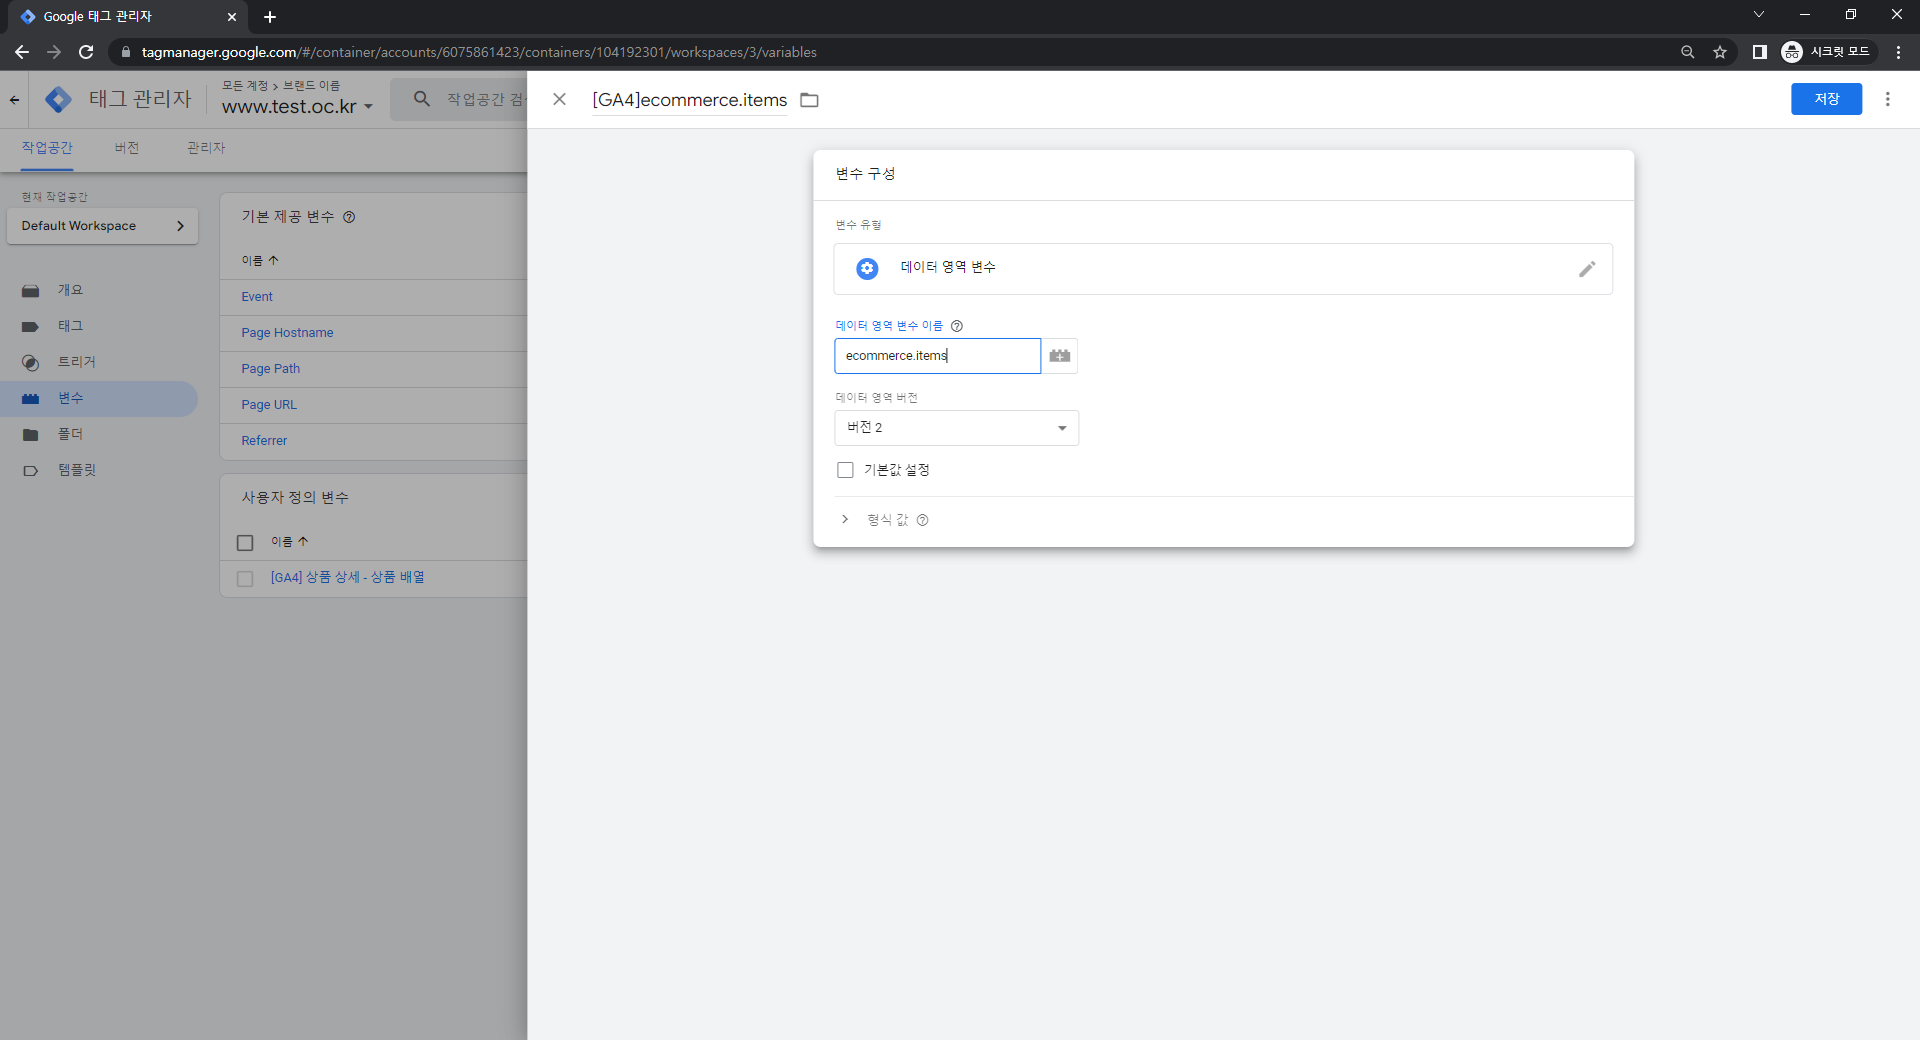 Google 태그 관리자
tagmanager.google.com/#/container/accounts/6075861423/containers/104192301/workspaces/3/variables
시크릿 모드
태그 관리자
모든 계정 > 브랜드 이름
www.test.oc.kr
작업공간 검
작업공간
버전
관리자
현재 작업공간
Default Workspace
개요
태그
트리거
변수
폴더
템플릿
기본 제공 변수
이름
Event
Page Hostname
Page Path
Page URL
Referrer
사용자 정의 변수
이름
[GA4] 상품 상세 - 상품 배열
[GA4]ecommerce.items
저장
변수 구성
변수 유형
데이터 영역 변수
데이터 영역 변수 이름
ecommerce.items
데이터 영역 버전
버전 2
기본값 설정
형식 값